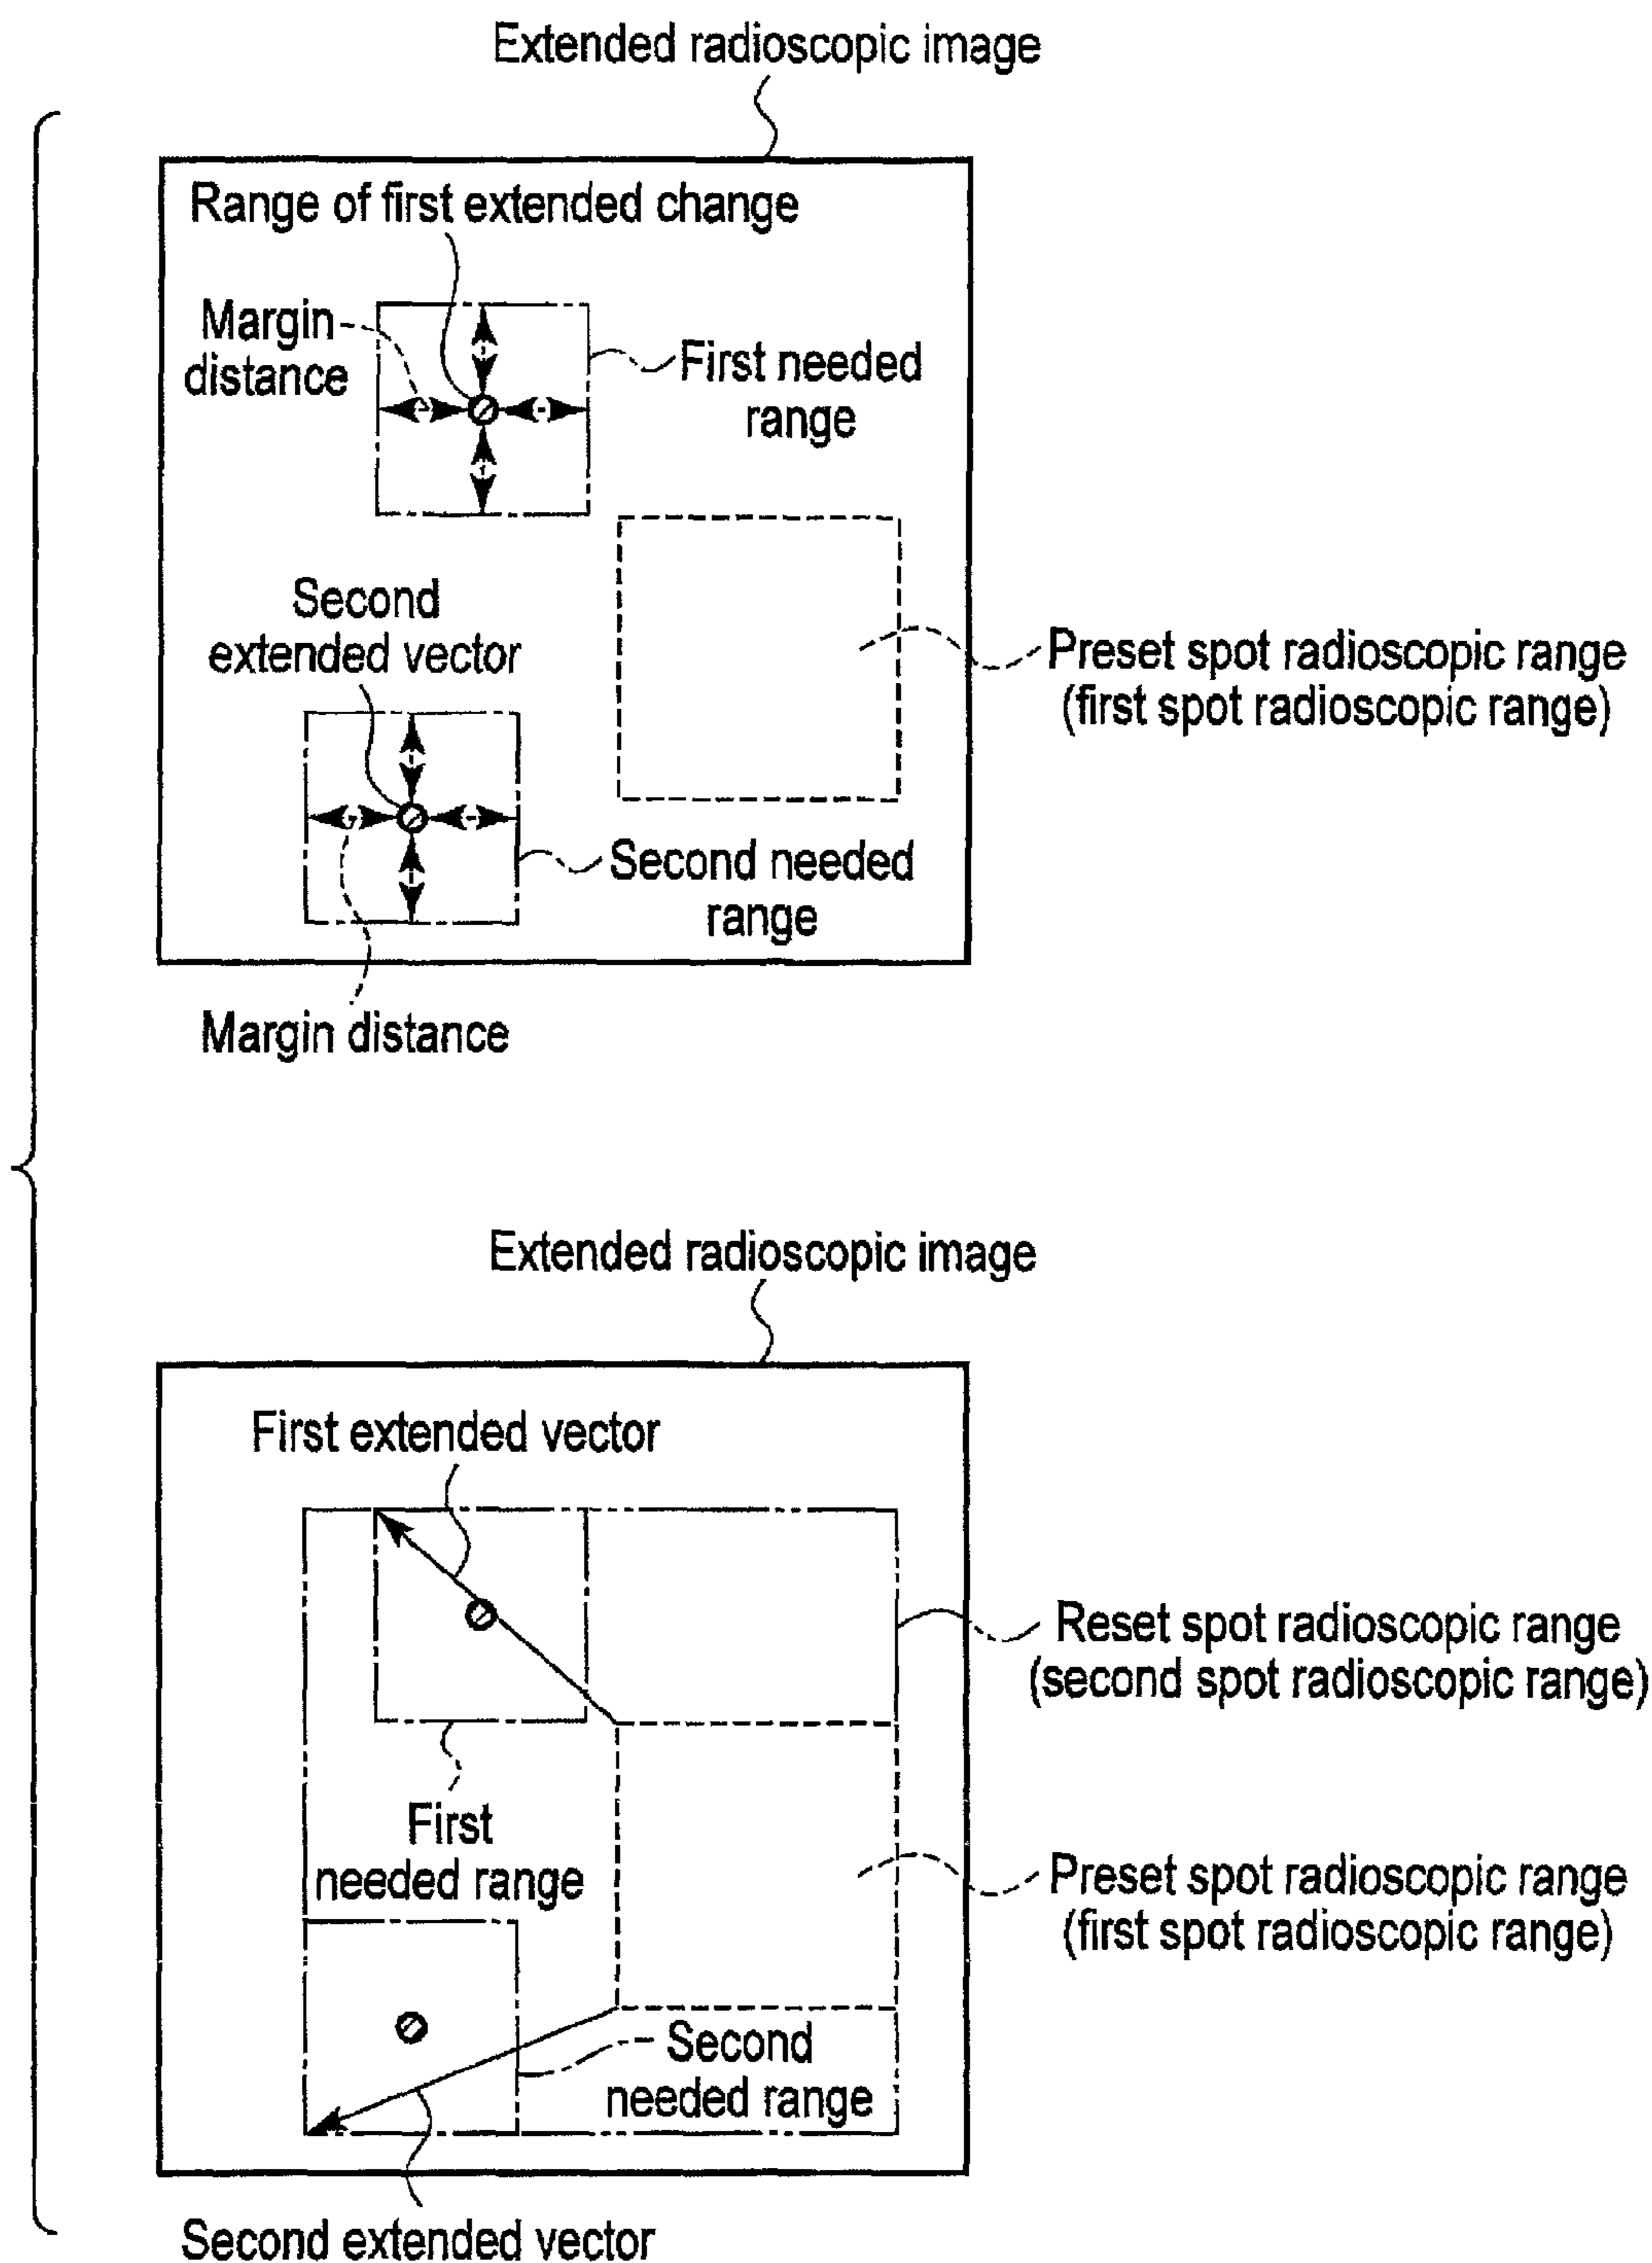 Extended radioscopic image
Range of first extended change
Margin
distance
First needed
range
Second
extended vector
Preset spot radioscopic range
(first spot radioscopic range)
Second needed
range
Margin distance
Extended radioscopic image
First extended vector
Reset spot radioscopic range
(second spot radioscopic range)
First
needed range
Preset spot radioscopic range
(first spot radioscopic range)
Second
needed range
Second extended vector